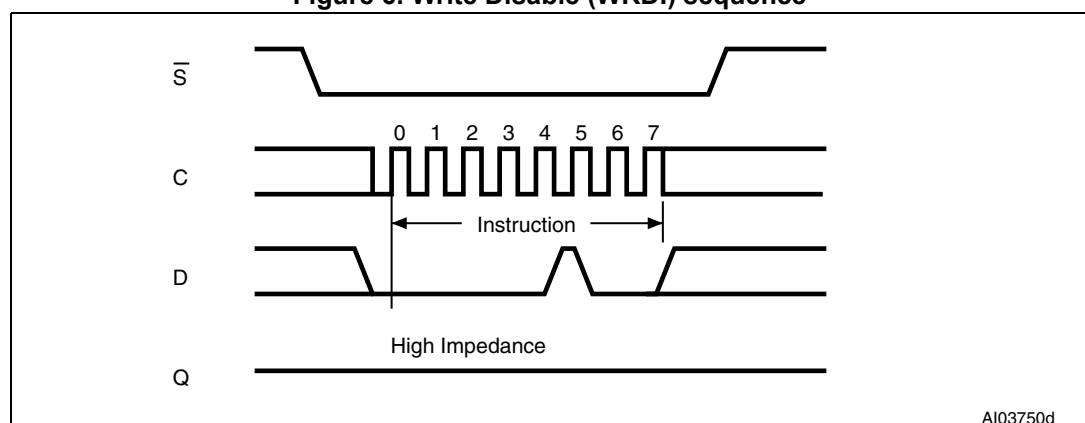 Figure 6. Write Disable (WRDI) sequence
S
0 1 2 3 4 5 6 7
C
Instruction
D
High Impedance
Q
AI03750d